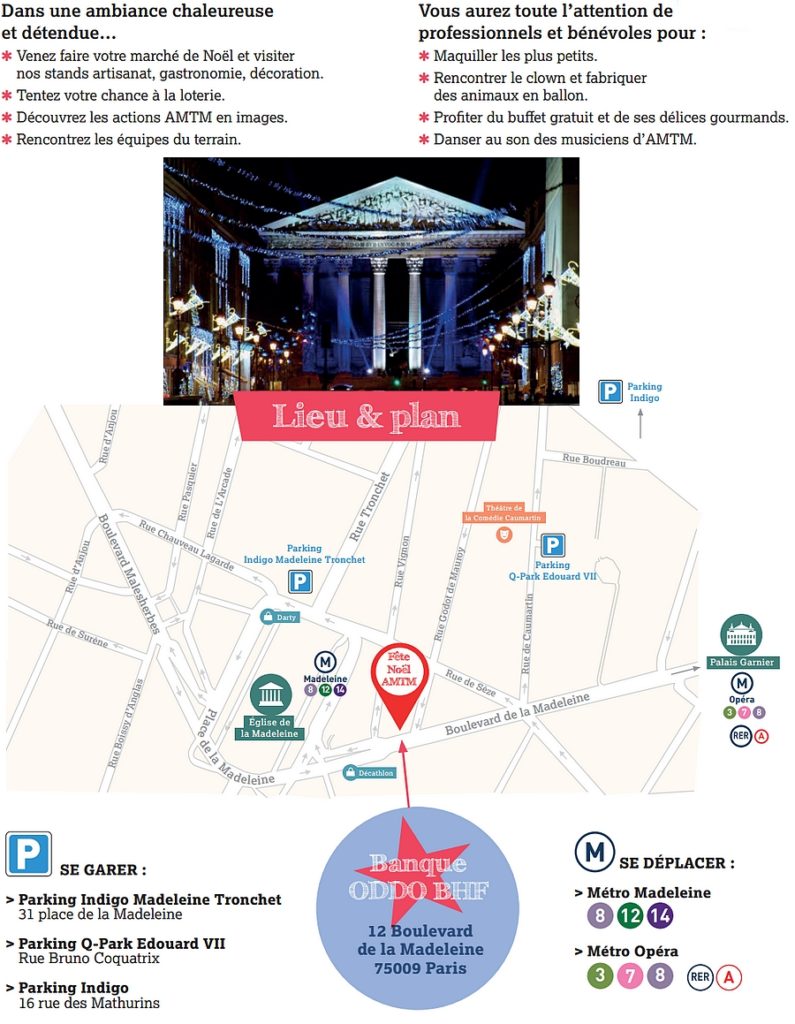 Dans une ambiance chaleureuse
et détendue...
* Venez faire votre marché de Noël et visiter
nos stands artisanat, gastronomie, décoration.
* Tentez votre chance à la loterie.
* Découvrez les actions AMTM en images.
* Rencontrez les équipes du terrain.
Vous aurez toute l'attention de
professionnels et bénévoles pour :
* Maquiller les plus petits.
* Rencontrer le clown et fabriquer
des animaux en ballon.
* Profiter du buffet gratuit et de ses délices gourmands.
* Danser au son des musiciens d'AMTM.
Lieu & plan
P
Parking
Indigo
Rue d'Anjou
Rue Pasquier
Rue de L'Arcade
Rue Tronchet
Rue Boudreau
Boulevard Malesherbes
Rue Chauveau Lagarde
Théâtre de
la Comédie Caumartin
Parking
Indigo Madeleine Tronchet
P
Rue Vignon
Rue Godot de Mauroy
P
Parking
Q-Park Edouard VII
Rue de Caumartin
Rue d'Anjou
Rue de Surène
Darty
Rue Boissy d'Anglas
M
Madeleine
8 12 14
Fête
Noël
AMTM
Rue de Sèze
Église de
la Madeleine
Place de la Madeleine
Boulevard de la Madeleine
Décathlon
Palais Garnier
M
Opéra
3 7 8
RER A
P SE GARER :
> Parking Indigo Madeleine Tronchet
31 place de la Madeleine
> Parking Q-Park Edouard VII
Rue Bruno Coquatrix
> Parking Indigo
16 rue des Mathurins
Banque
ODDO BHF
12 Boulevard
de la Madeleine
75009 Paris
M SE DÉPLACER :
> Métro Madeleine
8 12 14
> Métro Opéra
3 7 8 RER A